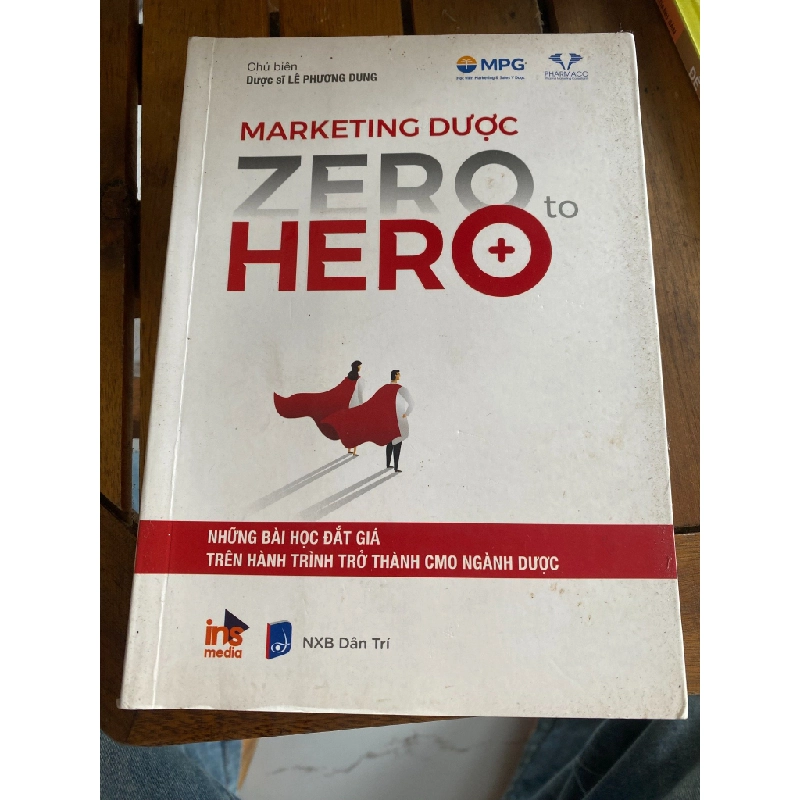 Chủ biên
Dược sĩ LÊ PHƯƠNG DUNG
MPG
PHARMACO
MARKETING DƯỢC
ZERO to
HERO
NHỮNG BÀI HỌC ĐẮT GIÁ
TRÊN HÀNH TRÌNH TRỞ THÀNH CMO NGÀNH DƯỢC
ins
media
NXB Dân Trí